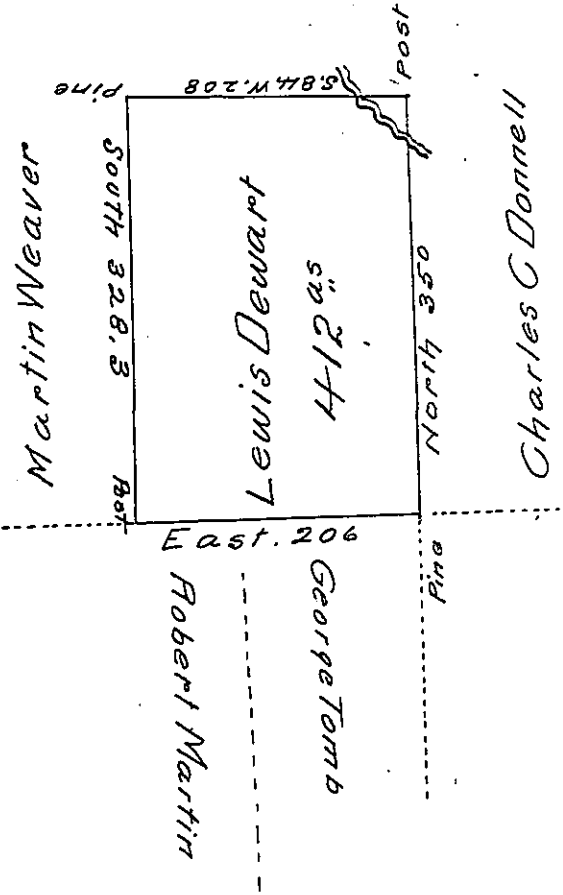 Post
S.84W.208
Pine
Martin Weaver
South 328.3
Lewis Dewart
412 as
North 350
Charles C Donnell
Post
East. 206
Pine
Robert Martin
George Tomb